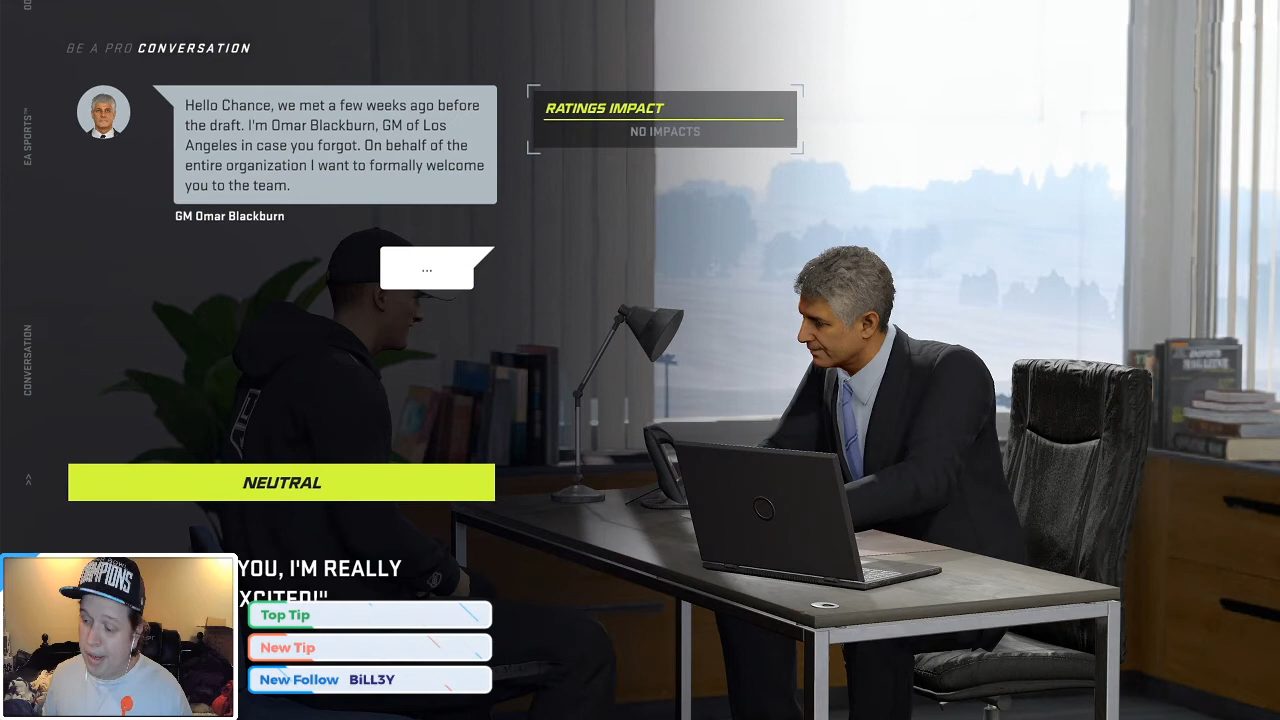 BE A PRO CONVERSATION
EA SPORTS™
CONVERSATION
Hello Chance, we met a few weeks ago before
the draft. I'm Omar Blackburn, GM of Los
Angeles in case you forgot. On behalf of the
entire organization I want to formally welcome
you to the team.
GM Omar Blackburn
...
RATINGS IMPACT
NO IMPACTS
NEUTRAL
YOU, I'M REALLY
XCITED!"
Top Tip
New Tip
New Follow BiLL3Y